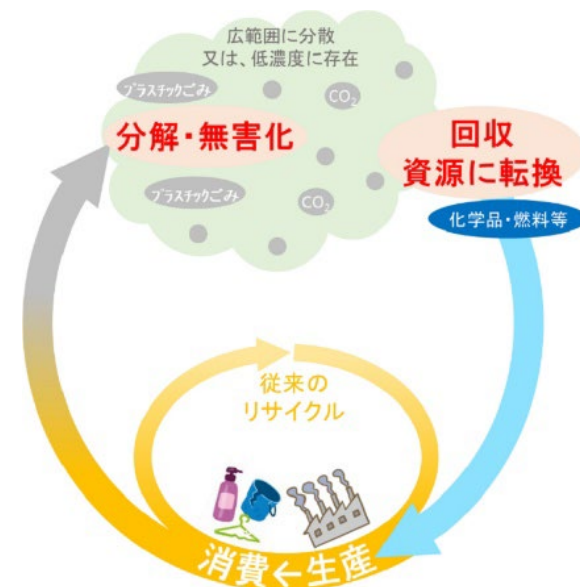 広範囲に分散
又は、低濃度に存在
プラスチックごみ
CO₂
分解・無害化
回収
資源に転換
プラスチックごみ
CO₂
化学品・燃料等
従来の
リサイクル
消費←生産